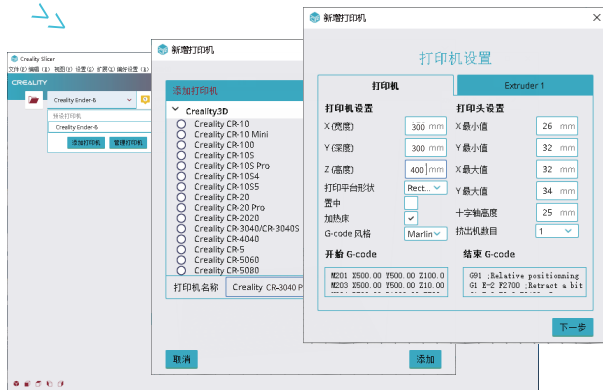 Creality Slicer
文件(F) 编辑 (E) 视图(V) 设置(S) 扩展(X) 偏好设置 (R)
CREALITY
Creality Ender-6
预设打印机
Creality Ender-6
添加打印机
管理打印机
新增打印机
添加打印机
Creality3D
Creality CR-10
Creality CR-10 Mini
Creality CR-100
Creality CR-10S
Creality CR-10S Pro
Creality CR-10S4
Creality CR-10S5
Creality CR-20
Creality CR-20 Pro
Creality CR-2020
Creality CR-3040/CR-3040S
Creality CR-4040
Creality CR-5
Creality CR-5060
Creality CR-5080
打印机名称 Creality CR-3040 P
取消
添加
新增打印机
打印机设置
打印机
Extruder 1
打印机设置
X (宽度) 300 mm
Y (深度) 300 mm
Z (高度) 400 mm
打印平台形状 Rect...
置中
加热床
G-code 风格 Marlin
打印头设置
X 最小值 26 mm
Y 最小值 32 mm
X 最大值 32 mm
Y 最大值 34 mm
十字轴高度 25 mm
挤出机数目 1
开始 G-code
M201 X500.00 Y500.00 Z100.0
M203 X500.00 Y500.00 Z10.00
结束 G-code
G91 ;Relative positionning
G1 E-2 F2700 ;Retract a bit
下一步